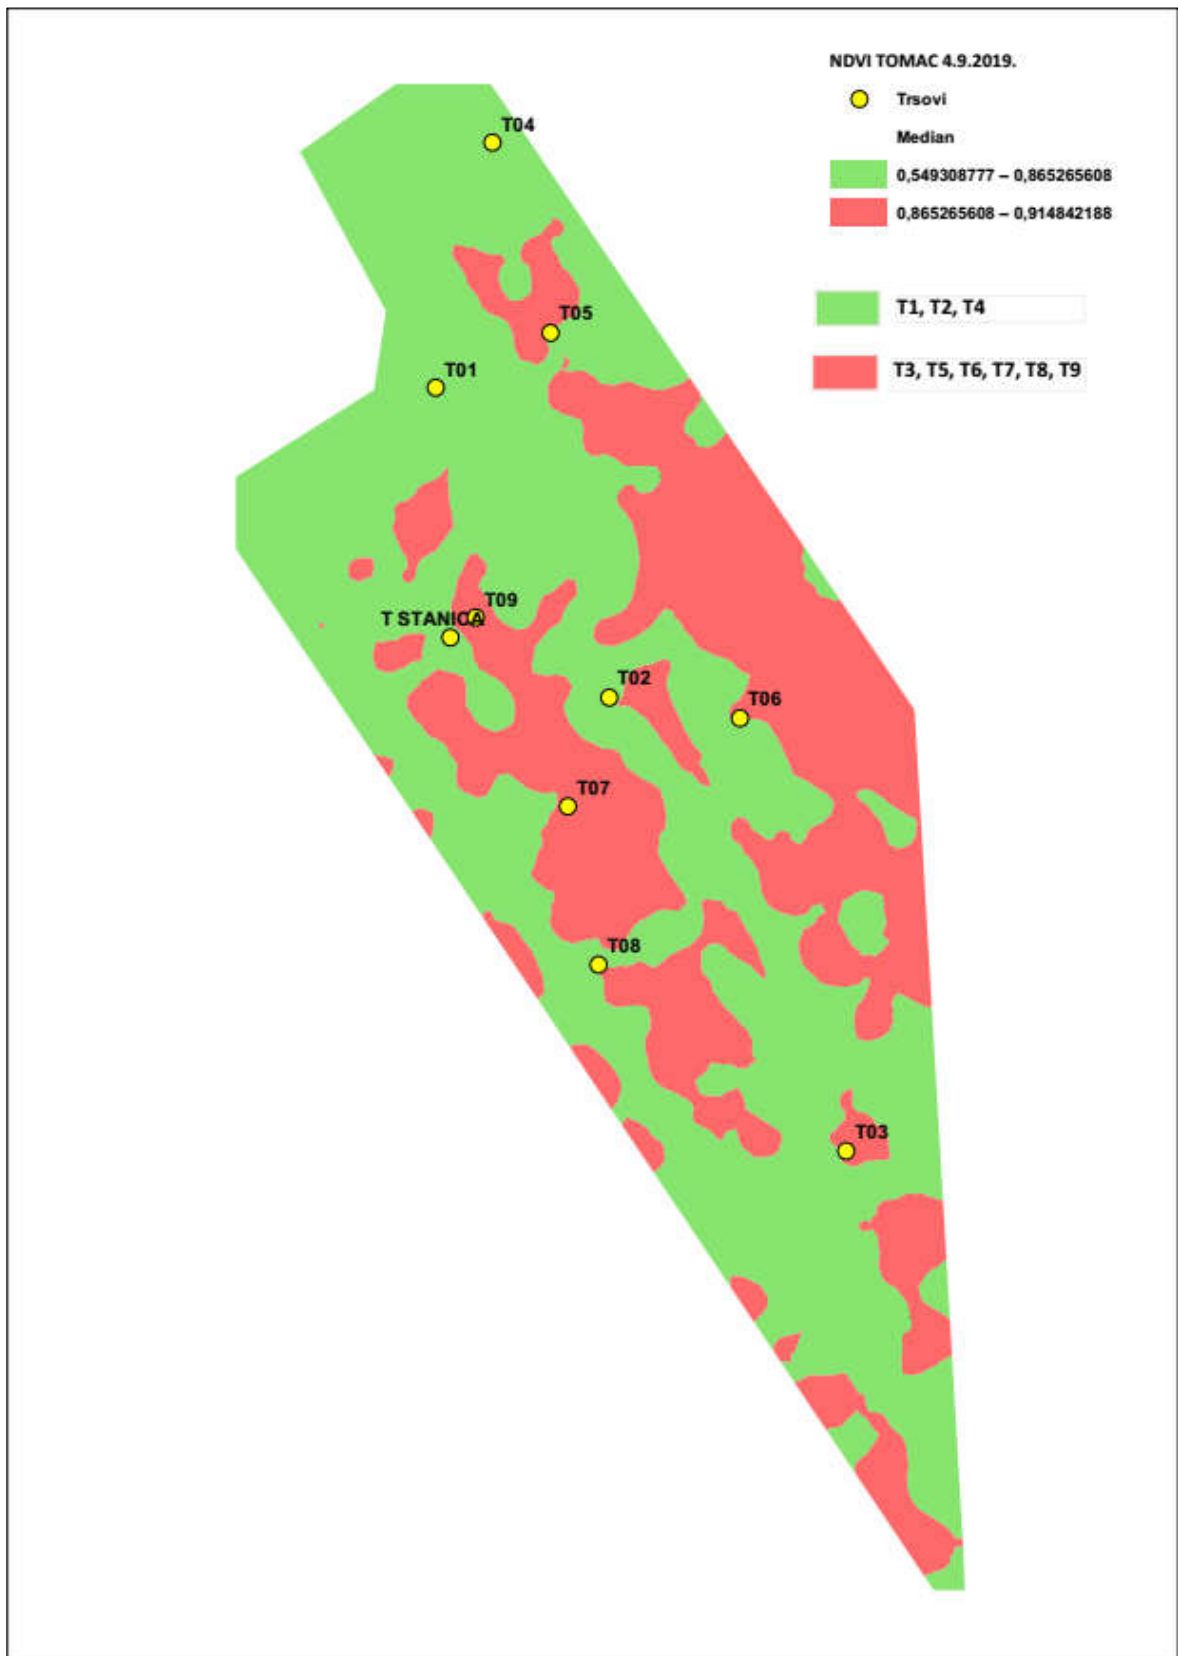 NDVI TOMAC 4.9.2019.
Trsovi
Median
0,549308777 – 0,865265608
0,865265608 – 0,914842188
T1, T2, T4
T3, T5, T6, T7, T8, T9
T04
T05
T01
T09
T STANICA
T02
T06
T07
T08
T03